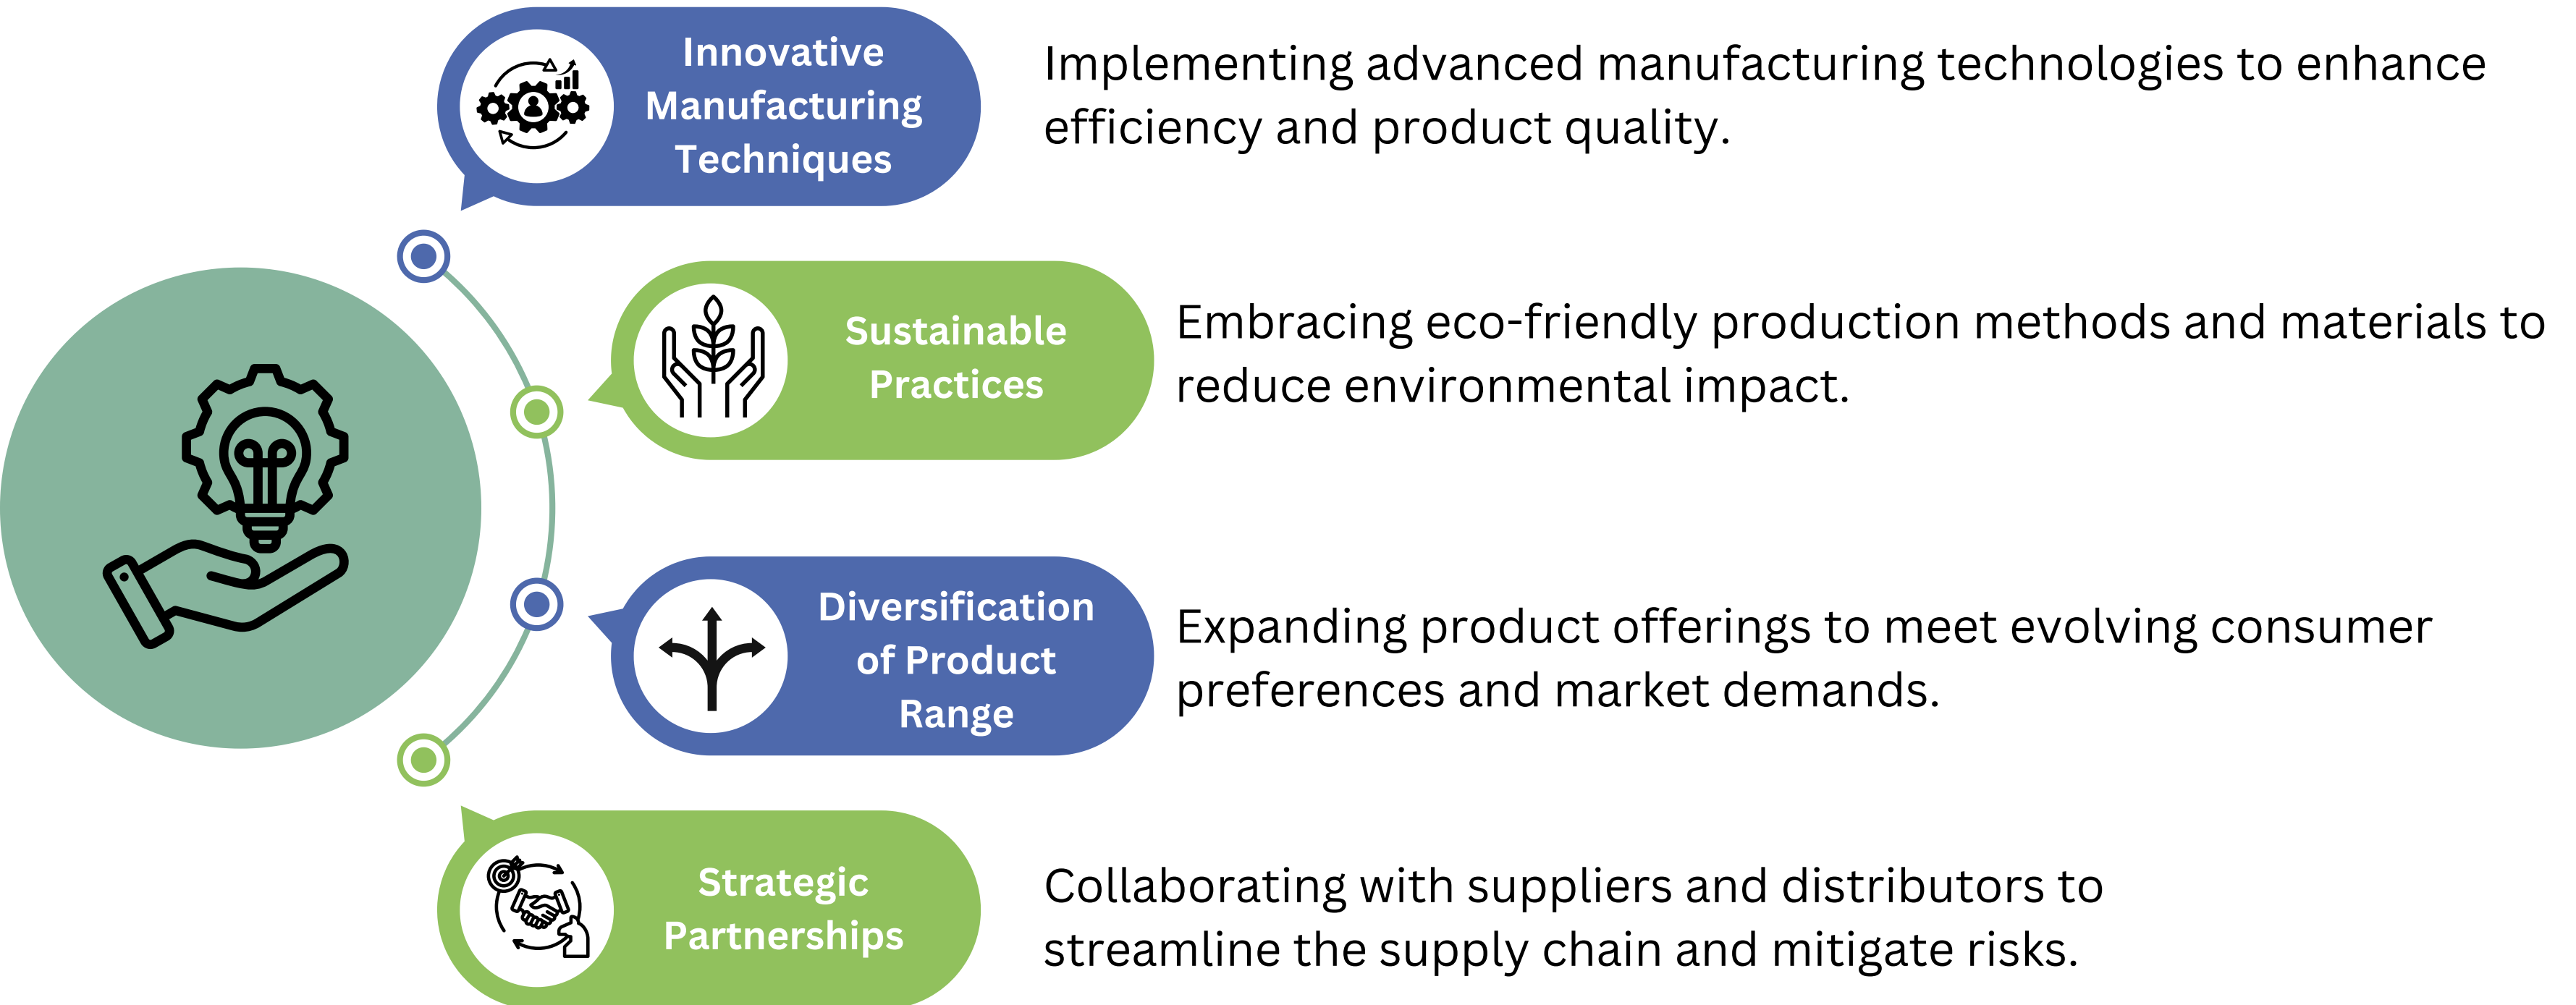 Innovative
Manufacturing
Techniques
Implementing advanced manufacturing technologies to enhance
efficiency and product quality.
Sustainable
Practices
Embracing eco-friendly production methods and materials to
reduce environmental impact.
Diversification
of Product
Range
Expanding product offerings to meet evolving consumer
preferences and market demands.
Strategic
Partnerships
Collaborating with suppliers and distributors to
streamline the supply chain and mitigate risks.